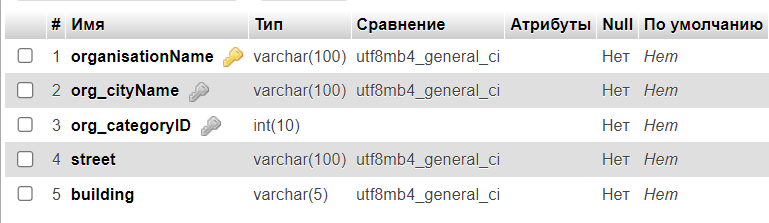 # Имя Тип Сравнение Атрибуты Null По умолчанию
1 organisationName varchar(100) utf8mb4_general_ci Нет Нет
2 org_cityName varchar(100) utf8mb4_general_ci Нет Нет
3 org_categoryID int(10) Нет Нет
4 street varchar(100) utf8mb4_general_ci Нет Нет
5 building varchar(5) utf8mb4_general_ci Нет Нет